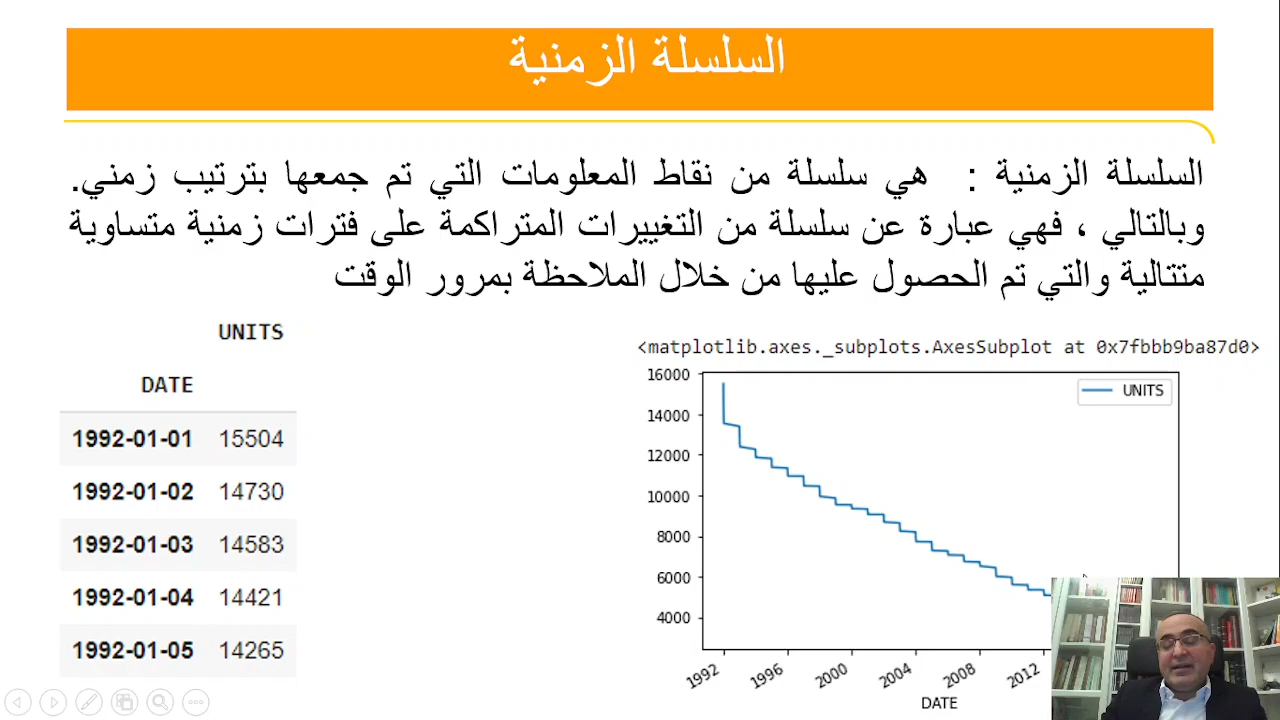 السلسلة الزمنية
السلسلة الزمنية : هي سلسلة من نقاط المعلومات التي تم جمعها بترتيب زمني.
وبالتالي ، فهي عبارة عن سلسلة من التغييرات المتراكمة على فترات زمنية متساوية
متتالية والتي تم الحصول عليها من خلال الملاحظة بمرور الوقت
UNITS
DATE
1992-01-01 15504
1992-01-02 14730
1992-01-03 14583
1992-01-04 14421
1992-01-05 14265
<matplotlib.axes._subplots.AxesSubplot at 0x7fbbb9ba87d0>
UNITS
16000
14000
12000
10000
8000
6000
4000
1992 1996 2000 2004 2008 2012
DATE